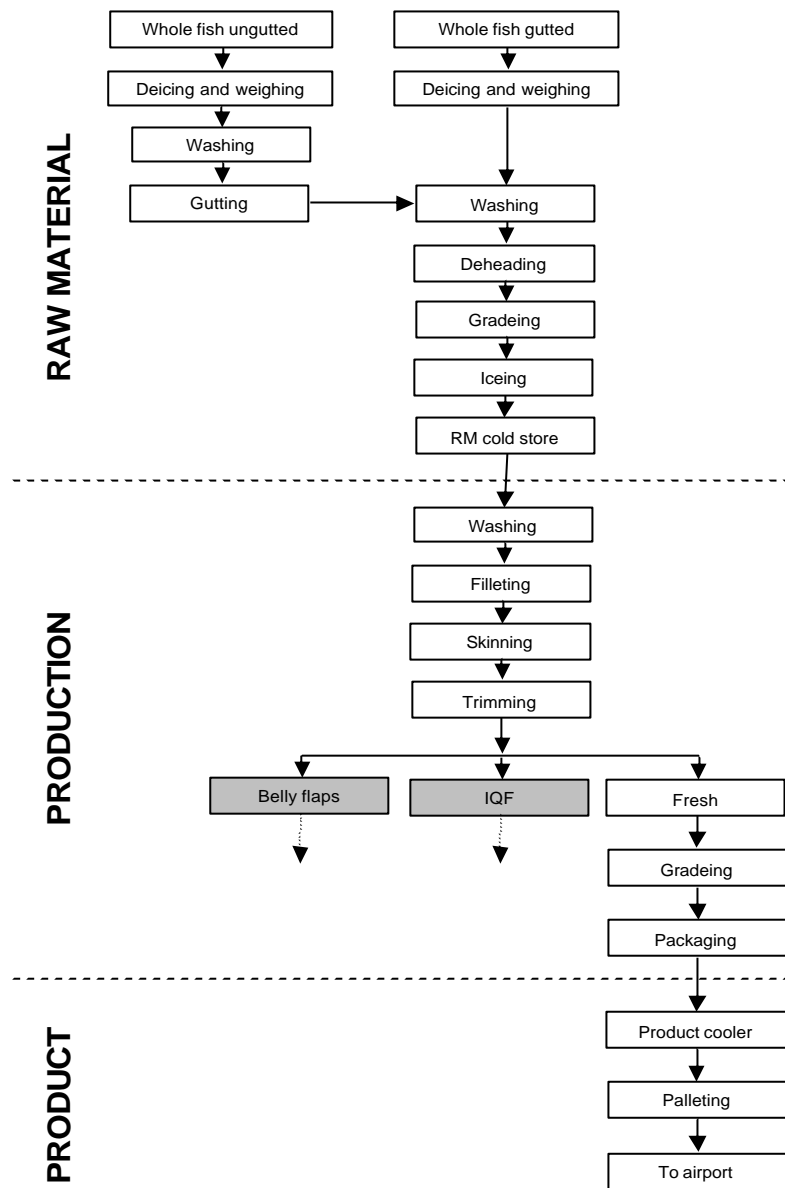 Whole fish ungutted
Whole fish gutted
Deicing and weighing
Deicing and weighing
Washing
Gutting
Washing
Deheading
Gradeing
Iceing
RM cold store
RAW MATERIAL
Washing
Filleting
Skinning
Trimming
Belly flaps
IQF
Fresh
Gradeing
Packaging
PRODUCTION
Product cooler
Palleting
To airport
PRODUCT